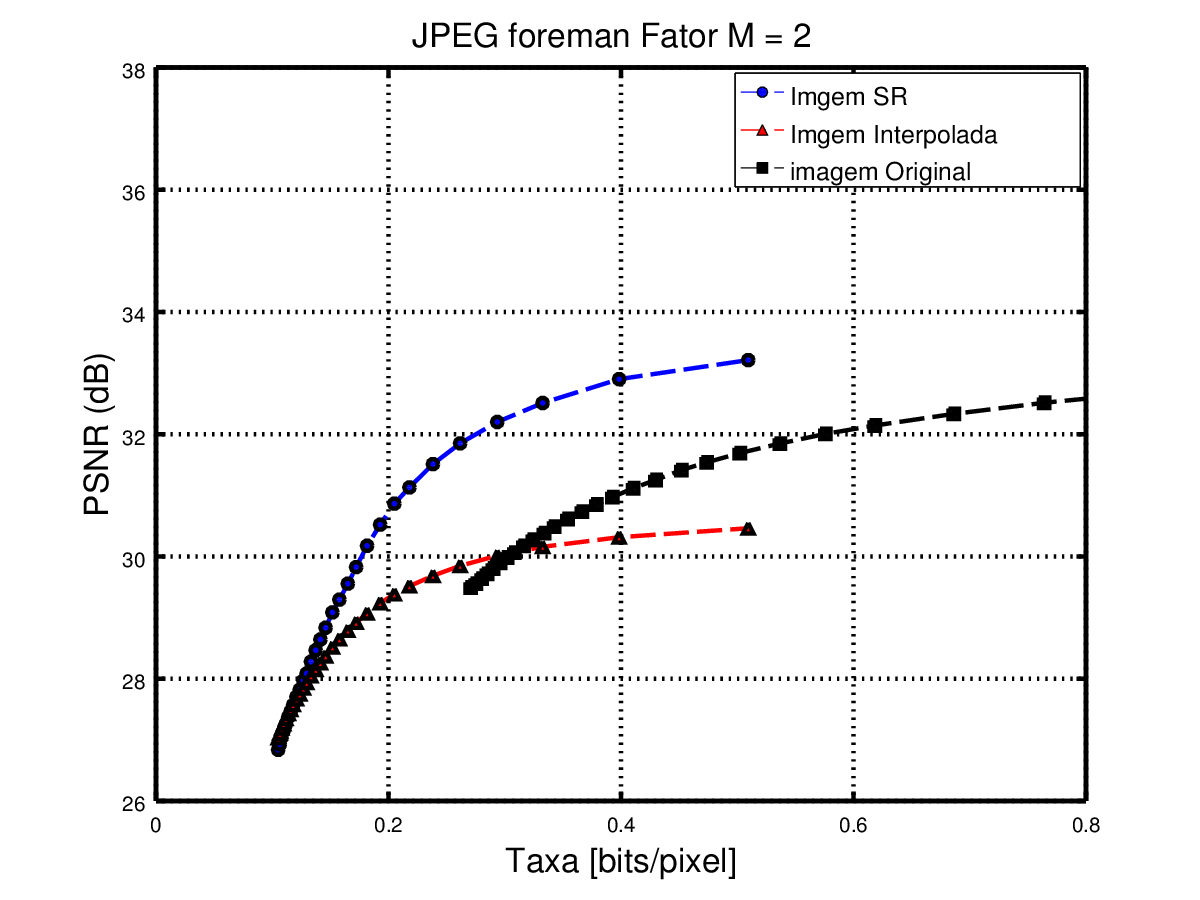 JPEG foreman Fator M = 2
38
36
34
32
30
28
26
PSNR (dB)
Imgem SR
Imgem Interpolada
imagem Original
0 0.2 0.4 0.6 0.8
Taxa [bits/pixel]